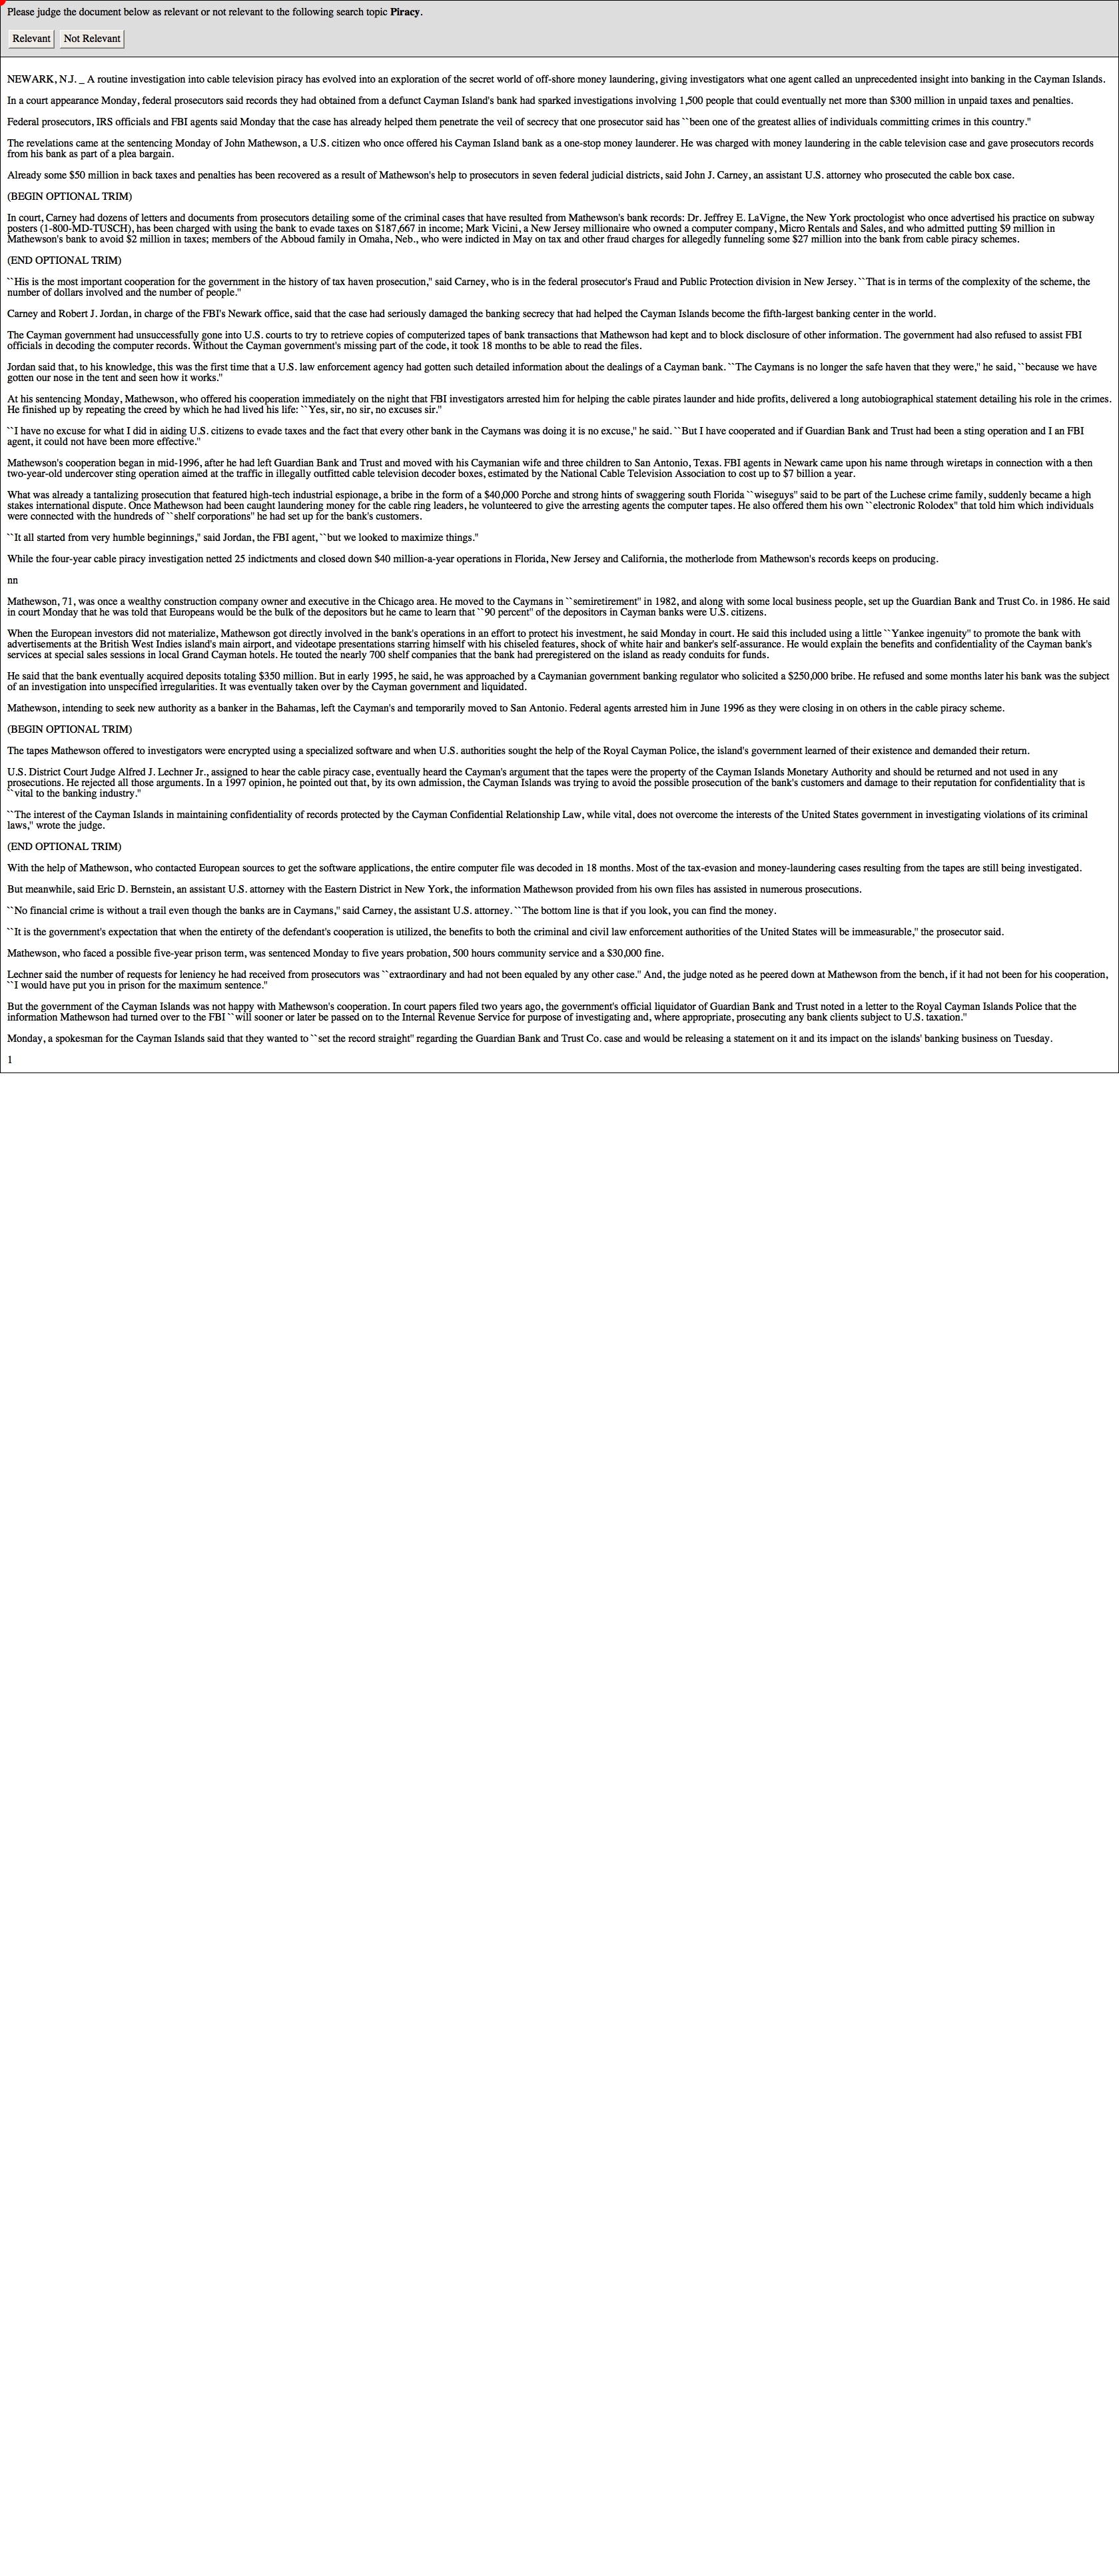 Please judge the document below as relevant or not relevant to the following search topic Piracy.
Relevant Not Relevant
NEWARK, N.J. _ A routine investigation into cable television piracy has evolved into an exploration of the secret world of off-shore money laundering, giving investigators what one agent called an unprecedented insight into banking in the Cayman Islands.
In a court appearance Monday, federal prosecutors said records they had obtained from a defunct Cayman Island's bank had sparked investigations involving 1,500 people that could eventually net more than $300 million in unpaid taxes and penalties.
Federal prosecutors, IRS officials and FBI agents said Monday that the case has already helped them penetrate the veil of secrecy that one prosecutor said has ``been one of the greatest allies of individuals committing crimes in this country.''
The revelations came at the sentencing Monday of John Mathewson, a U.S. citizen who once offered his Cayman Island bank as a one-stop money launderer. He was charged with money laundering in the cable television case and gave prosecutors records
from his bank as part of a plea bargain.
Already some $50 million in back taxes and penalties has been recovered as a result of Mathewson's help to prosecutors in seven federal judicial districts, said John J. Carney, an assistant U.S. attorney who prosecuted the cable box case.
(BEGIN OPTIONAL TRIM)
In court, Carney had dozens of letters and documents from prosecutors detailing some of the criminal cases that have resulted from Mathewson's bank records: Dr. Jeffrey E. LaVigne, the New York proctologist who once advertised his practice on subway
posters (1-800-MD-TUSCH), has been charged with using the bank to evade taxes on $187,667 in income; Mark Vicini, a New Jersey millionaire who owned a computer company, Micro Rentals and Sales, and who admitted putting $9 million in
Mathewson's bank to avoid $2 million in taxes; members of the Abboud family in Omaha, Neb., who were indicted in May on tax and other fraud charges for allegedly funneling some $27 million into the bank from cable piracy schemes.
(END OPTIONAL TRIM)
``His is the most important cooperation for the government in the history of tax haven prosecution,'' said Carney, who is in the federal prosecutor's Fraud and Public Protection division in New Jersey. ``That is in terms of the complexity of the scheme, the
number of dollars involved and the number of people.''
Carney and Robert J. Jordan, in charge of the FBI's Newark office, said that the case had seriously damaged the banking secrecy that had helped the Cayman Islands become the fifth-largest banking center in the world.
The Cayman government had unsuccessfully gone into U.S. courts to try to retrieve copies of computerized tapes of bank transactions that Mathewson had kept and to block disclosure of other information. The government had also refused to assist FBI
officials in decoding the computer records. Without the Cayman government's missing part of the code, it took 18 months to be able to read the files.
Jordan said that, to his knowledge, this was the first time that a U.S. law enforcement agency had gotten such detailed information about the dealings of a Cayman bank. ``The Caymans is no longer the safe haven that they were,'' he said, ``because we have
gotten our nose in the tent and seen how it works.''
At his sentencing Monday, Mathewson, who offered his cooperation immediately on the night that FBI investigators arrested him for helping the cable pirates launder and hide profits, delivered a long autobiographical statement detailing his role in the crimes.
He finished up by repeating the creed by which he had lived his life: ``Yes, sir, no sir, no excuses sir.''
``I have no excuse for what I did in aiding U.S. citizens to evade taxes and the fact that every other bank in the Caymans was doing it is no excuse,'' he said. ``But I have cooperated and if Guardian Bank and Trust had been a sting operation and I an FBI
agent, it could not have been more effective.''
Mathewson's cooperation began in mid-1996, after he had left Guardian Bank and Trust and moved with his Caymanian wife and three children to San Antonio, Texas. FBI agents in Newark came upon his name through wiretaps in connection with a then
two-year-old undercover sting operation aimed at the traffic in illegally outfitted cable television decoder boxes, estimated by the National Cable Television Association to cost up to $7 billion a year.
What was already a tantalizing prosecution that featured high-tech industrial espionage, a bribe in the form of a $40,000 Porche and strong hints of swaggering south Florida ``wiseguys'' said to be part of the Luchese crime family, suddenly became a high
stakes international dispute. Once Mathewson had been caught laundering money for the cable ring leaders, he volunteered to give the arresting agents the computer tapes. He also offered them his own ``electronic Rolodex'' that told him which individuals
were connected with the hundreds of ``shelf corporations'' he had set up for the bank's customers.
``It all started from very humble beginnings,'' said Jordan, the FBI agent, ``but we looked to maximize things.''
While the four-year cable piracy investigation netted 25 indictments and closed down $40 million-a-year operations in Florida, New Jersey and California, the motherlode from Mathewson's records keeps on producing.
nn
Mathewson, 71, was once a wealthy construction company owner and executive in the Chicago area. He moved to the Caymans in ``semiretirement'' in 1982, and along with some local business people, set up the Guardian Bank and Trust Co. in 1986. He said
in court Monday that he was told that Europeans would be the bulk of the depositors but he came to learn that ``90 percent'' of the depositors in Cayman banks were U.S. citizens.
When the European investors did not materialize, Mathewson got directly involved in the bank's operations in an effort to protect his investment, he said Monday in court. He said this included using a little ``Yankee ingenuity'' to promote the bank with
advertisements at the British West Indies island's main airport, and videotape presentations starring himself with his chiseled features, shock of white hair and banker's self-assurance. He would explain the benefits and confidentiality of the Cayman bank's
services at special sales sessions in local Grand Cayman hotels. He touted the nearly 700 shelf companies that the bank had preregistered on the island as ready conduits for funds.
He said that the bank eventually acquired deposits totaling $350 million. But in early 1995, he said, he was approached by a Caymanian government banking regulator who solicited a $250,000 bribe. He refused and some months later his bank was the subject
of an investigation into unspecified irregularities. It was eventually taken over by the Cayman government and liquidated.
Mathewson, intending to seek new authority as a banker in the Bahamas, left the Cayman's and temporarily moved to San Antonio. Federal agents arrested him in June 1996 as they were closing in on others in the cable piracy scheme.
(BEGIN OPTIONAL TRIM)
The tapes Mathewson offered to investigators were encrypted using a specialized software and when U.S. authorities sought the help of the Royal Cayman Police, the island's government learned of their existence and demanded their return.
U.S. District Court Judge Alfred J. Lechner Jr., assigned to hear the cable piracy case, eventually heard the Cayman's argument that the tapes were the property of the Cayman Islands Monetary Authority and should be returned and not used in any
prosecutions. He rejected all those arguments. In a 1997 opinion, he pointed out that, by its own admission, the Cayman Islands was trying to avoid the possible prosecution of the bank's customers and damage to their reputation for confidentiality that is
``vital to the banking industry.''
``The interest of the Cayman Islands in maintaining confidentiality of records protected by the Cayman Confidential Relationship Law, while vital, does not overcome the interests of the United States government in investigating violations of its criminal
laws,'' wrote the judge.
(END OPTIONAL TRIM)
With the help of Mathewson, who contacted European sources to get the software applications, the entire computer file was decoded in 18 months. Most of the tax-evasion and money-laundering cases resulting from the tapes are still being investigated.
But meanwhile, said Eric D. Bernstein, an assistant U.S. attorney with the Eastern District in New York, the information Mathewson provided from his own files has assisted in numerous prosecutions.
``No financial crime is without a trail even though the banks are in Caymans,'' said Carney, the assistant U.S. attorney. ``The bottom line is that if you look, you can find the money.
``It is the government's expectation that when the entirety of the defendant's cooperation is utilized, the benefits to both the criminal and civil law enforcement authorities of the United States will be immeasurable,'' the prosecutor said.
Mathewson, who faced a possible five-year prison term, was sentenced Monday to five years probation, 500 hours community service and a $30,000 fine.
Lechner said the number of requests for leniency he had received from prosecutors was ``extraordinary and had not been equaled by any other case.'' And, the judge noted as he peered down at Mathewson from the bench, if it had not been for his cooperation,
``I would have put you in prison for the maximum sentence.''
But the government of the Cayman Islands was not happy with Mathewson's cooperation. In court papers filed two years ago, the government's official liquidator of Guardian Bank and Trust noted in a letter to the Royal Cayman Islands Police that the
information Mathewson had turned over to the FBI ``will sooner or later be passed on to the Internal Revenue Service for purpose of investigating and, where appropriate, prosecuting any bank clients subject to U.S. taxation.''
Monday, a spokesman for the Cayman Islands said that they wanted to ``set the record straight'' regarding the Guardian Bank and Trust Co. case and would be releasing a statement on it and its impact on the islands' banking business on Tuesday.
1